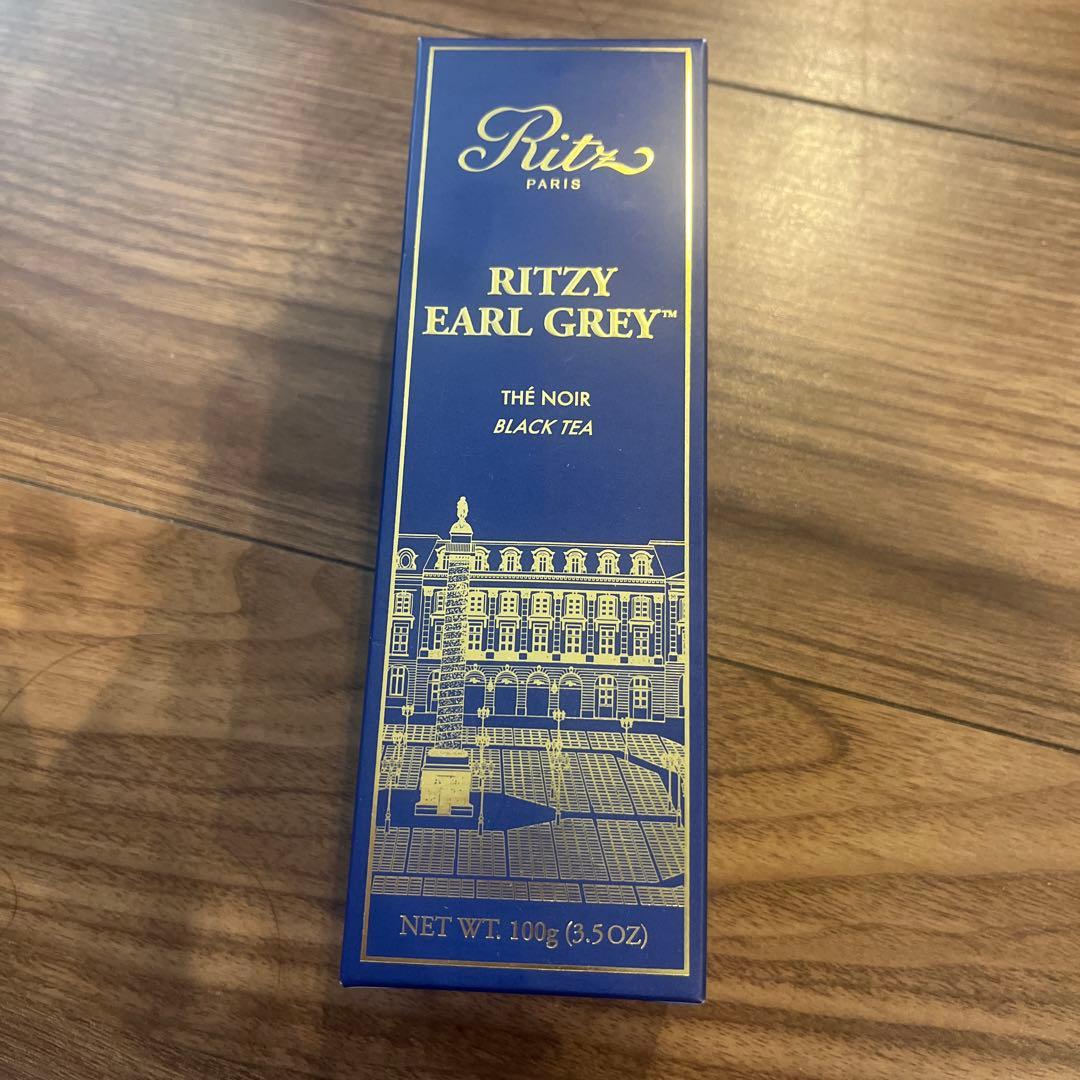 Ritz
PARIS
RITZY
EARL GREY™
THÉ NOIR
BLACK TEA
NET WT. 100g (3.5 OZ)